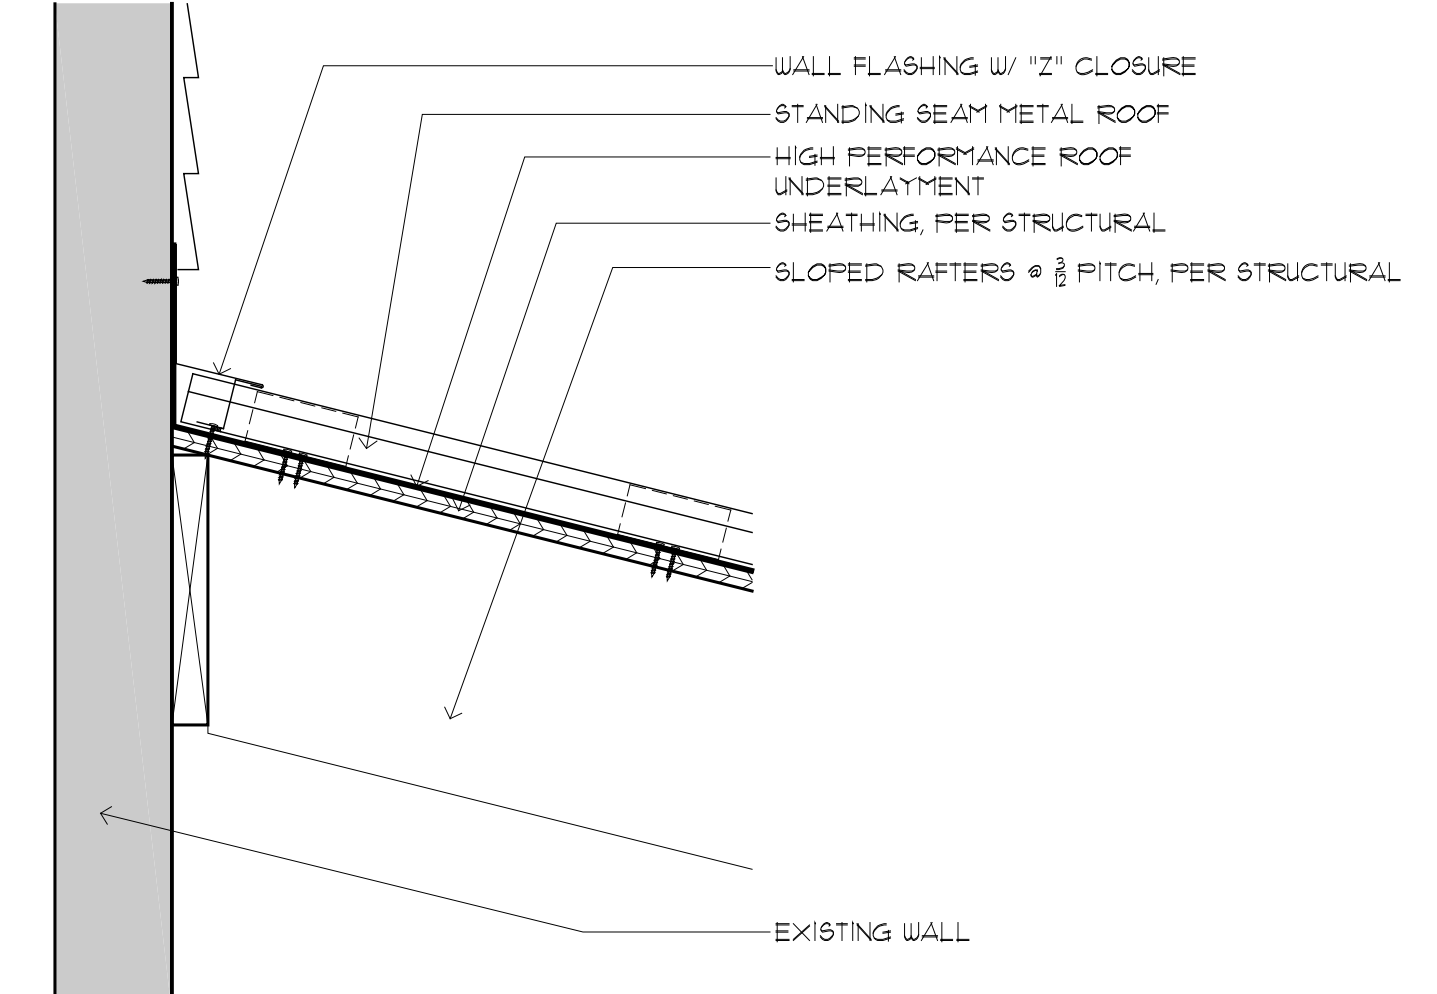 WALL FLASHING W/ "Z" CLOSURE
STANDING SEAM METAL ROOF
HIGH PERFORMANCE ROOF
UNDERLAYMENT
SHEATHING, PER STRUCTURAL
SLOPED RAFTERS @ 3/12 PITCH, PER STRUCTURAL
EXISTING WALL